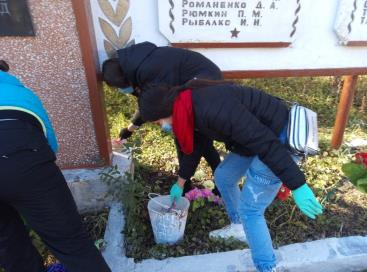 РОМАНЕНКО Д. А.
РЮМКИН П. М.
РЫБАЛКО И. И.